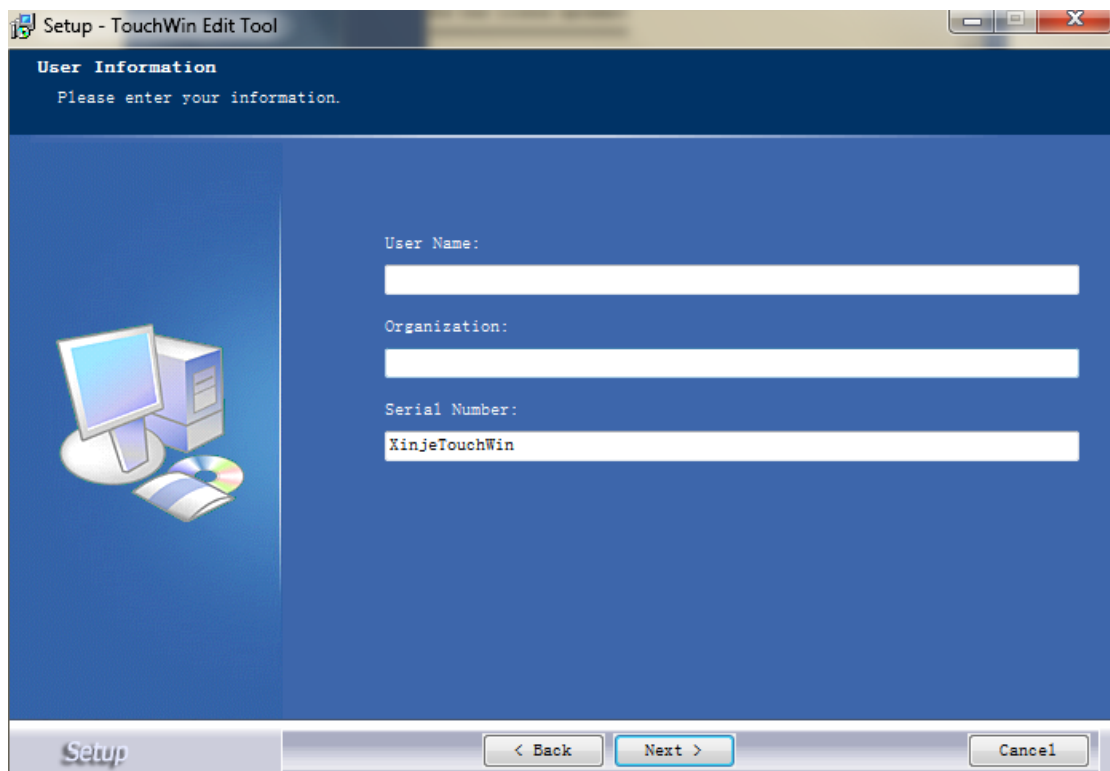 Setup - TouchWin Edit Tool
User Information
Please enter your information.
User Name:
Organization:
Serial Number:
XinjeTouchWin
Setup
< Back
Next >
Cancel